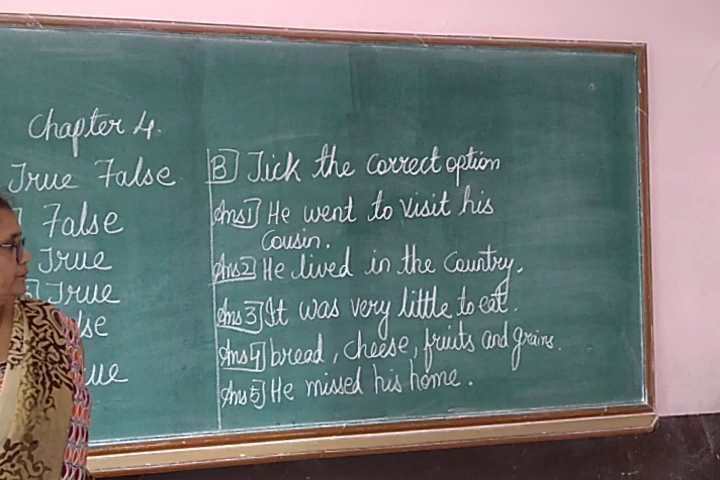 Chapter 4.
True False
False
True
True
B] Tick the correct option
Ans1] He went to visit his
cousin.
Ans2] He lived in the Country.
Ans3] It was very little to eat.
Ans4] bread, cheese, fruits and grains.
Ans5] He missed his home.